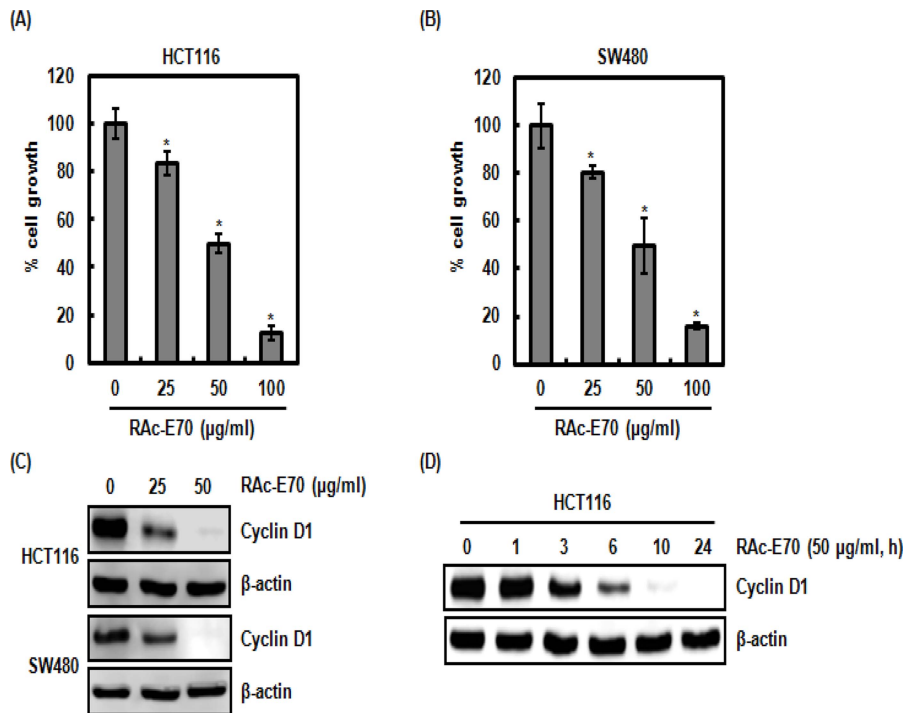 (A)
HCT116
120
100
80
60
40
20
0
% cell growth
*
*
*
0 25 50 100
RAc-E70 (µg/ml)
(B)
SW480
120
100
80
60
40
20
0
% cell growth
*
*
*
0 25 50 100
RAc-E70 (µg/ml)
(C)
0 25 50 RAc-E70 (µg/ml)
HCT116
Cyclin D1
β-actin
SW480
Cyclin D1
β-actin
(D)
HCT116
0 1 3 6 10 24 RAc-E70 (50 µg/ml, h)
Cyclin D1
β-actin